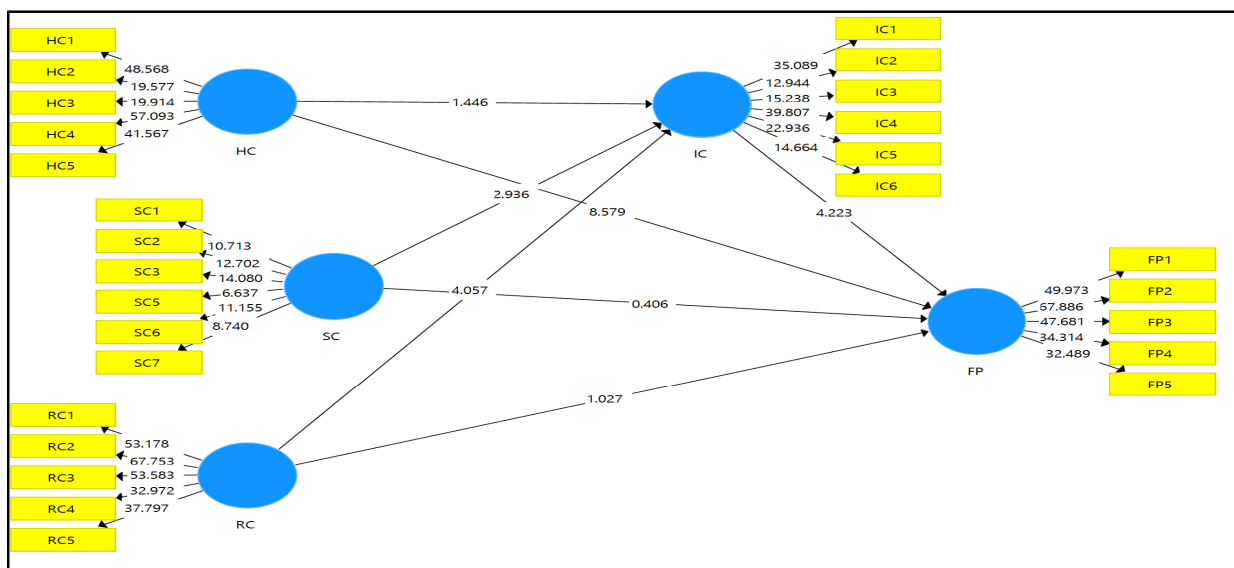 HC1
HC2
HC3
HC4
HC5
48.568
19.577
19.914
57.093
41.567
HC
SC1
SC2
SC3
SC5
SC6
SC7
10.713
12.702
14.080
6.637
11.155
8.740
SC
RC1
RC2
RC3
RC4
RC5
53.178
67.753
53.583
32.972
37.797
RC
1.446
2.936
8.579
4.057
0.406
1.027
4.223
IC
35.089
12.944
15.238
39.807
22.936
14.664
IC1
IC2
IC3
IC4
IC5
IC6
FP
49.973
67.886
47.681
34.314
32.489
FP1
FP2
FP3
FP4
FP5